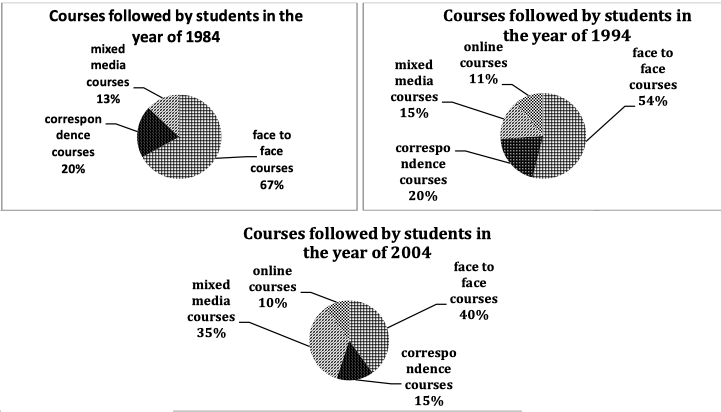 Courses followed by students in the
year of 1984
mixed
media
courses
13%
correspon
dence
courses
20%
face to
face
courses
67%
Courses followed by students in
the year of 1994
online
courses
11%
mixed
media
courses
15%
correspo
ndence
courses
20%
face to
face
courses
54%
Courses followed by students in
the year of 2004
online
courses
10%
mixed
media
courses
35%
face to
face
courses
40%
correspo
ndence
courses
15%